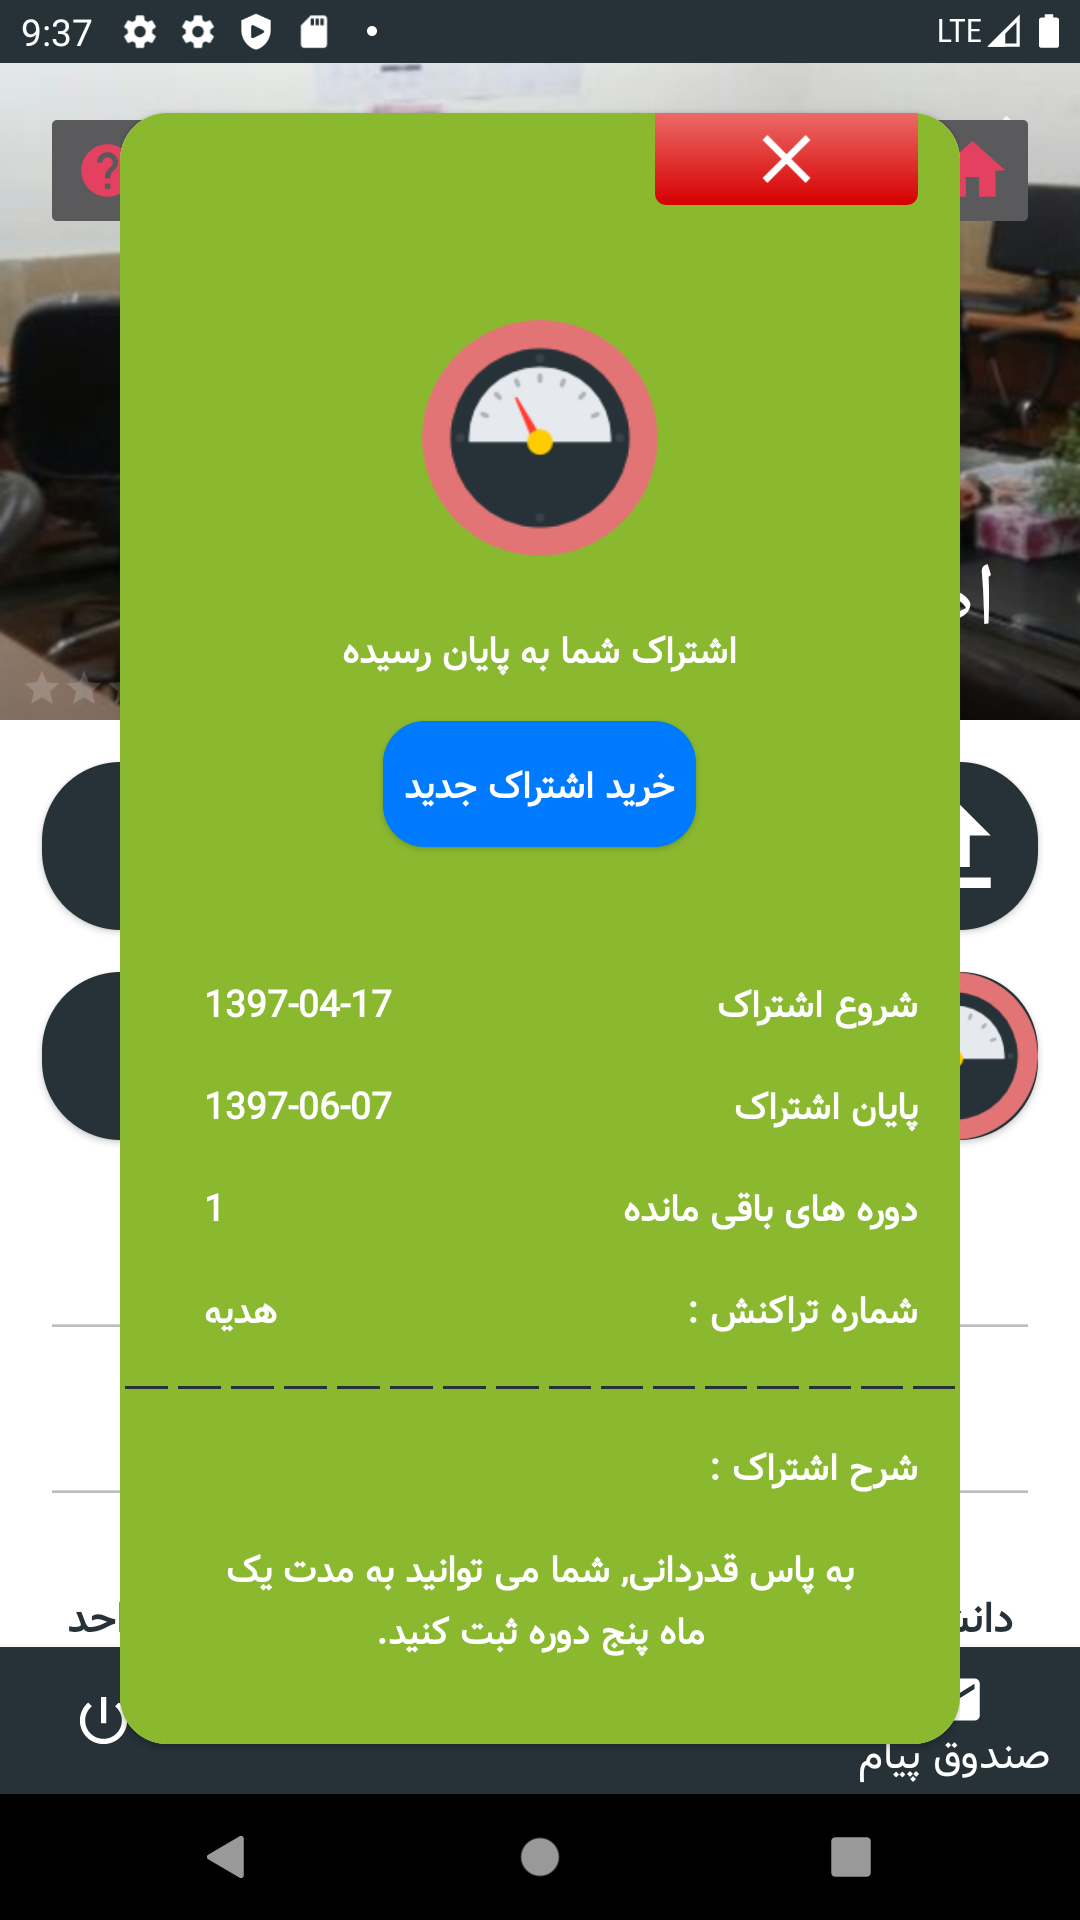 9:37 LTE
اشتراک شما به پایان رسیده
خرید اشتراک جدید
شروع اشتراک 1397-04-17
پایان اشتراک 1397-06-07
دوره های باقی مانده 1
شماره تراکنش : هدیه
شرح اشتراک :
به پاس قدردانی, شما می توانید به مدت یک
ماه پنج دوره ثبت کنید.
صندوق پیام